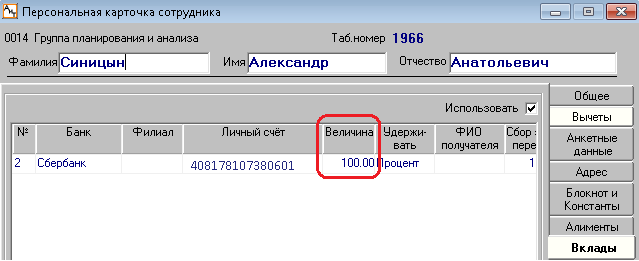 Персональная карточка сотрудника
0014 Группа планирования и анализа Таб.номер 1966
Фамилия Синицын Имя Александр Отчество Анатольевич
Общее
Использовать
Вычеты
№ Банк Филиал Личный счёт Величина Удержи-вать ФИО получателя Сбор з пере
Анкетные
данные
2 Сбербанк 408178107380601 100.00 Процент 1
Адрес
Блокнот и
Константы
Алименты
Вклады